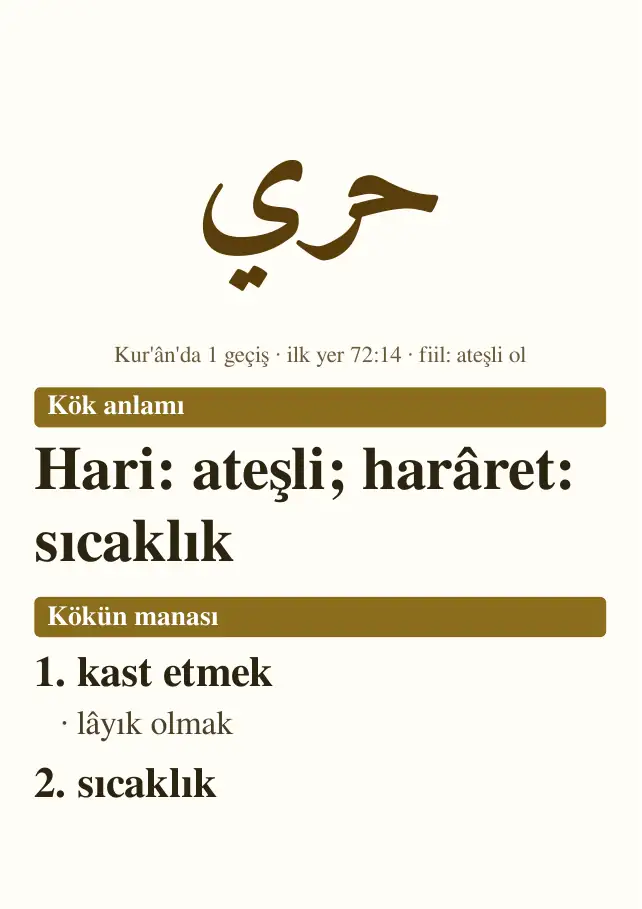 حري
Kur'ân'da 1 geçiş · ilk yer 72:14 · fiil: ateşli ol
Kök anlamı
Hari: ateşli; harâret:
sıcaklık
Kökün manası
1. kast etmek
· lâyık olmak
2. sıcaklık